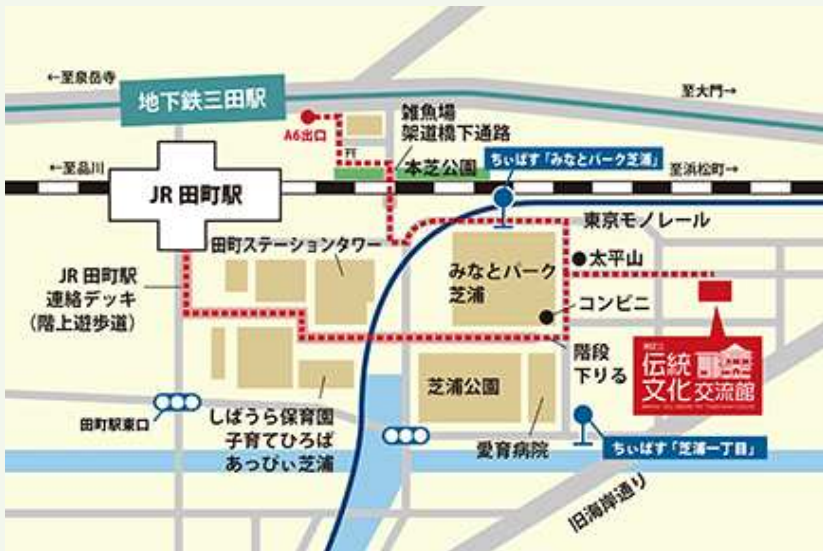 ←至泉岳寺
地下鉄三田駅
至大門→
A6出口
雑魚場
架道橋下通路
本芝公園
ちぃばす「みなとパーク芝浦」
←至品川
至浜松町→
JR 田町駅
東京モノレール
田町ステーションタワー
みなとパーク
芝浦
太平山
コンビニ
JR 田町駅
連絡デッキ
(階上遊歩道)
階段
下りる
伝統
文化交流館
芝浦公園
しばうら保育園
子育てひろば
あっぴぃ芝浦
田町駅東口
愛育病院
ちぃばす「芝浦一丁目」
旧海岸通り